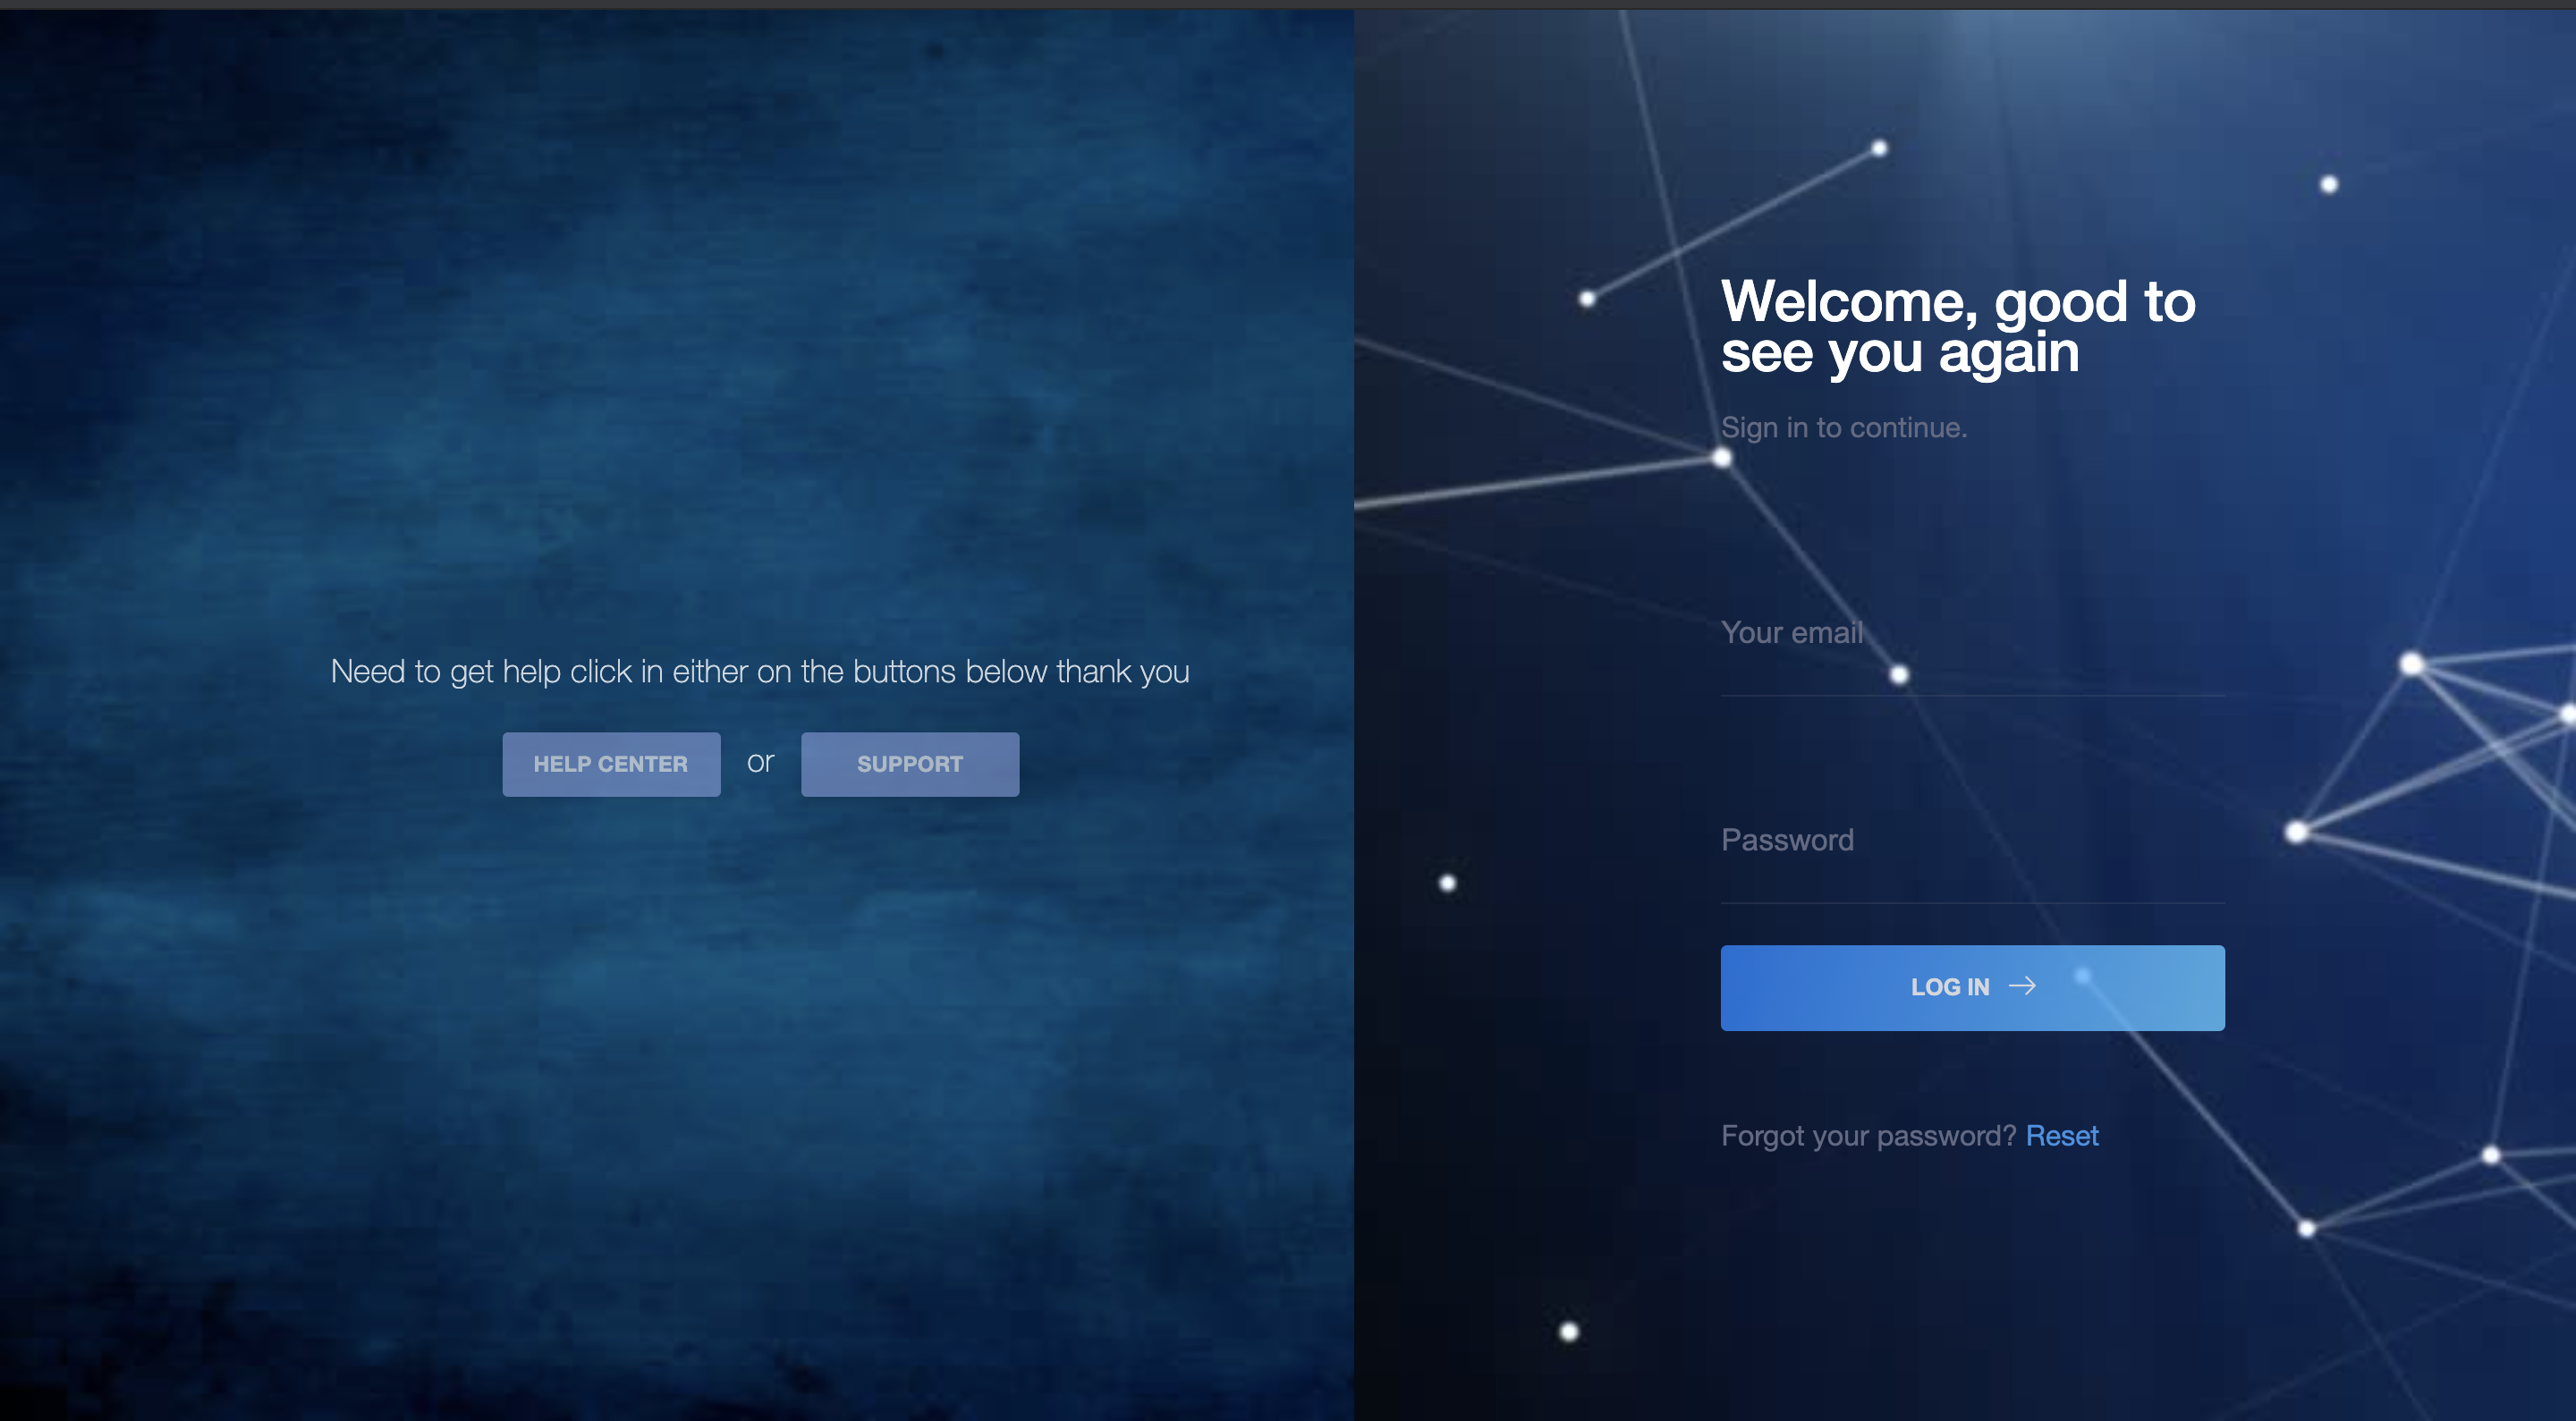 Need to get help click in either on the buttons below thank you
HELP CENTER or SUPPORT
Welcome, good to
see you again
Sign in to continue.
Your email
Password
LOG IN →
Forgot your password? Reset